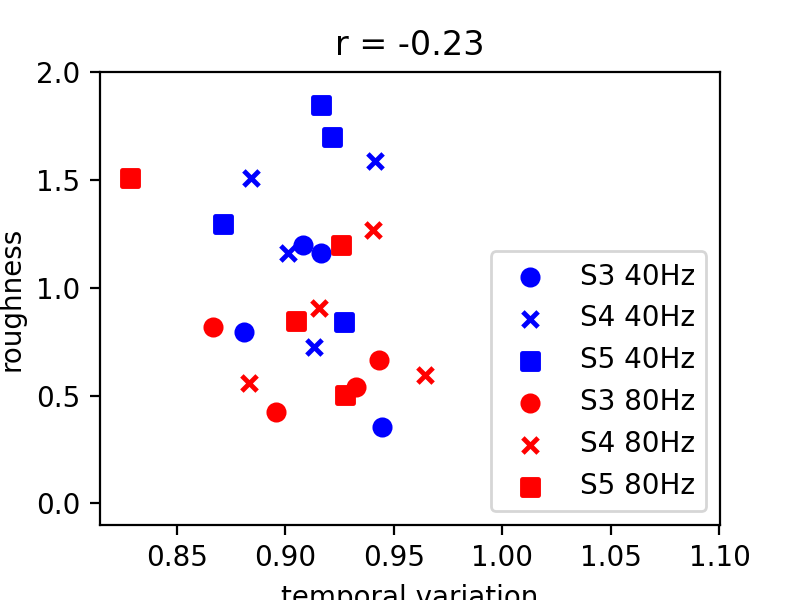 r = -0.23
2.0
1.5
1.0
0.5
0.0
roughness
S3 40Hz
S4 40Hz
S5 40Hz
S3 80Hz
S4 80Hz
S5 80Hz
0.85 0.90 0.95 1.00 1.05 1.10
temporal variation